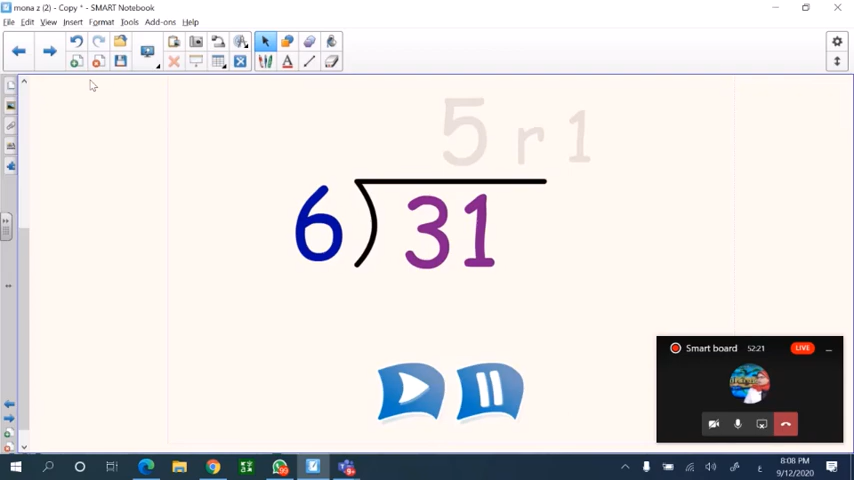 mona z (2) - Copy * - SMART Notebook
File Edit View Insert Format Tools Add-ons Help
5 r 1
6 31
Smart board 52:21 LIVE
8:08 PM
9/12/2020